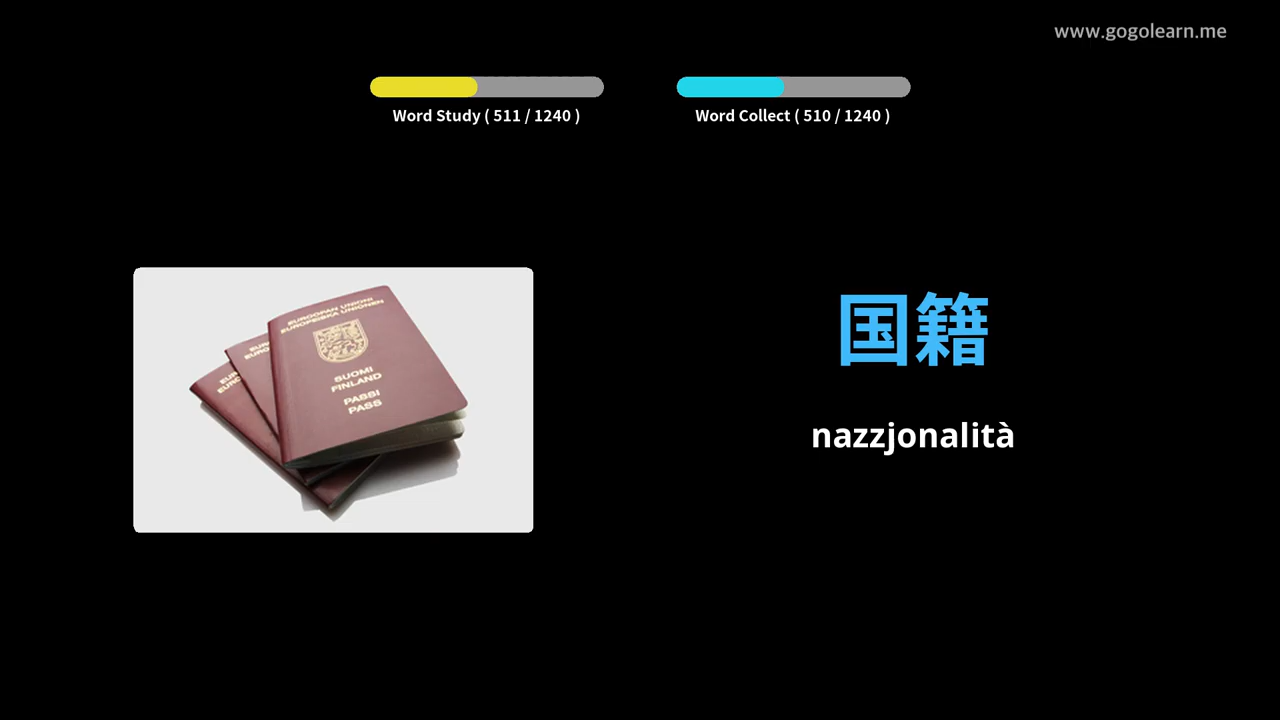 www.gogolearn.me
Word Study ( 511 / 1240 )
Word Collect ( 510 / 1240 )
EUROOPAN UNIONI
EUROPEISKA UNIONEN
SUOMI
FINLAND
PASSI
PASS
国籍
nazzjonalità